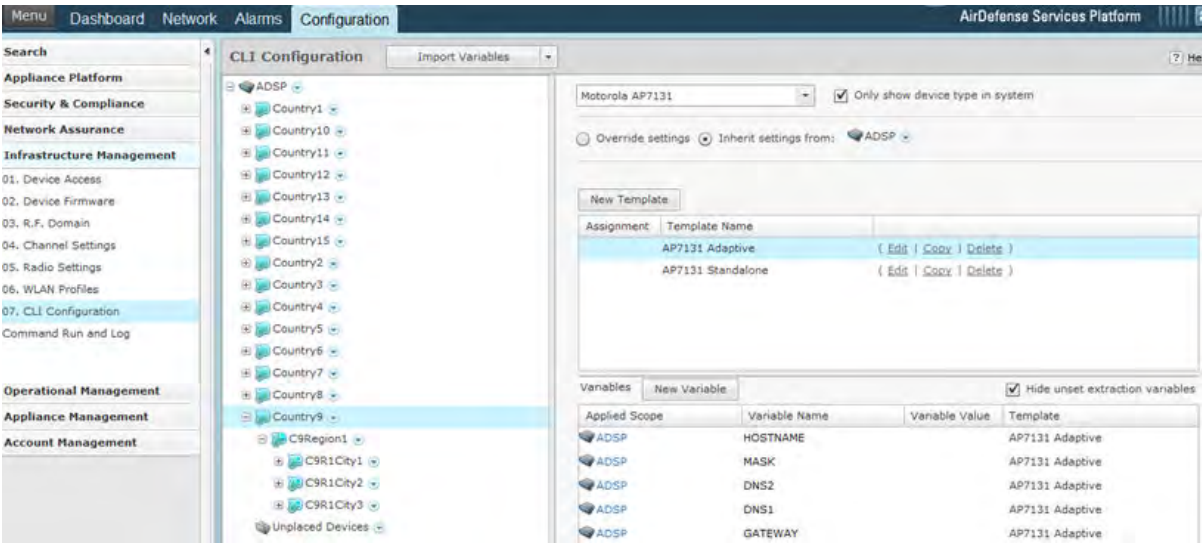 Menu Dashboard Network Alarms Configuration AirDefense Services Platform
Search
Appliance Platform
Security & Compliance
Network Assurance
Infrastructure Management
01. Device Access
02. Device Firmware
03. R.F. Domain
04. Channel Settings
05. Radio Settings
06. WLAN Profiles
07. CLI Configuration
Command Run and Log
Operational Management
Appliance Management
Account Management
CLI Configuration Import Variables ? He
ADSP
Country1
Country10
Country11
Country12
Country13
Country14
Country15
Country2
Country3
Country4
Country5
Country6
Country7
Country8
Country9
C9Region1
C9R1City1
C9R1City2
C9R1City3
Unplaced Devices
Motorola AP7131 Only show device type in system
Override settings Inherit settings from: ADSP
New Template
Assignment Template Name
AP7131 Adaptive ( Edit | Copy | Delete )
AP7131 Standalone ( Edit | Copy | Delete )
Variables New Variable Hide unset extraction variables
Applied Scope Variable Name Variable Value Template
ADSP HOSTNAME AP7131 Adaptive
ADSP MASK AP7131 Adaptive
ADSP DNS2 AP7131 Adaptive
ADSP DNS1 AP7131 Adaptive
ADSP GATEWAY AP7131 Adaptive